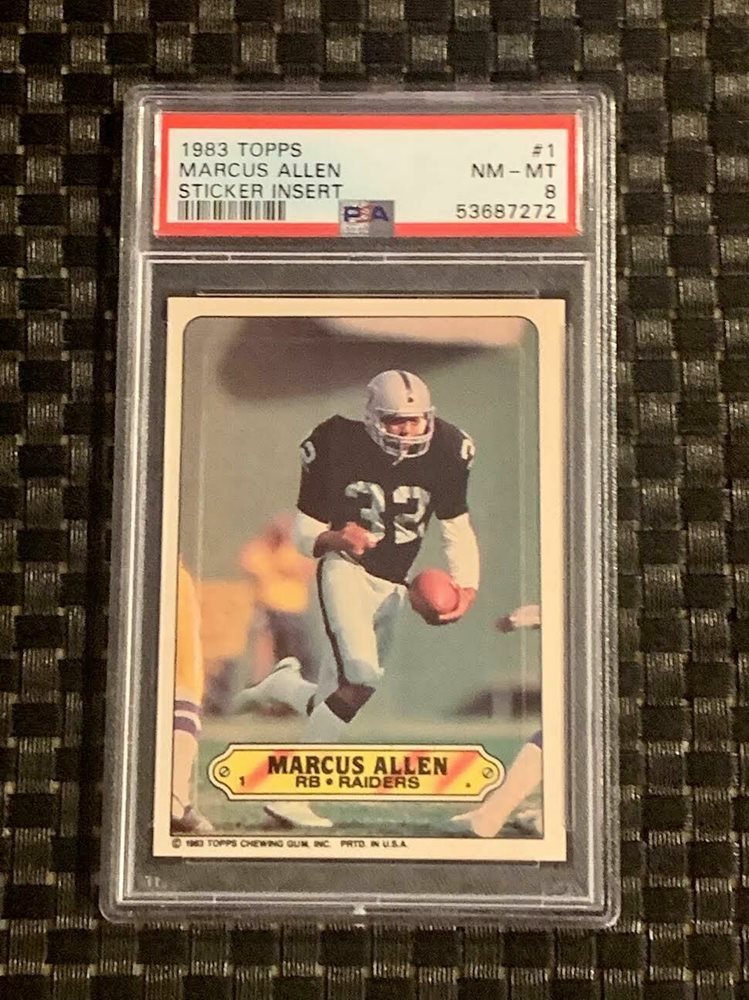 1983 TOPPS #1
MARCUS ALLEN NM - MT
STICKER INSERT 8
PSA 53687272
32
MARCUS ALLEN
1 RB • RAIDERS
© 1983 TOPPS CHEWING GUM, INC. PRTD. IN U.S.A.